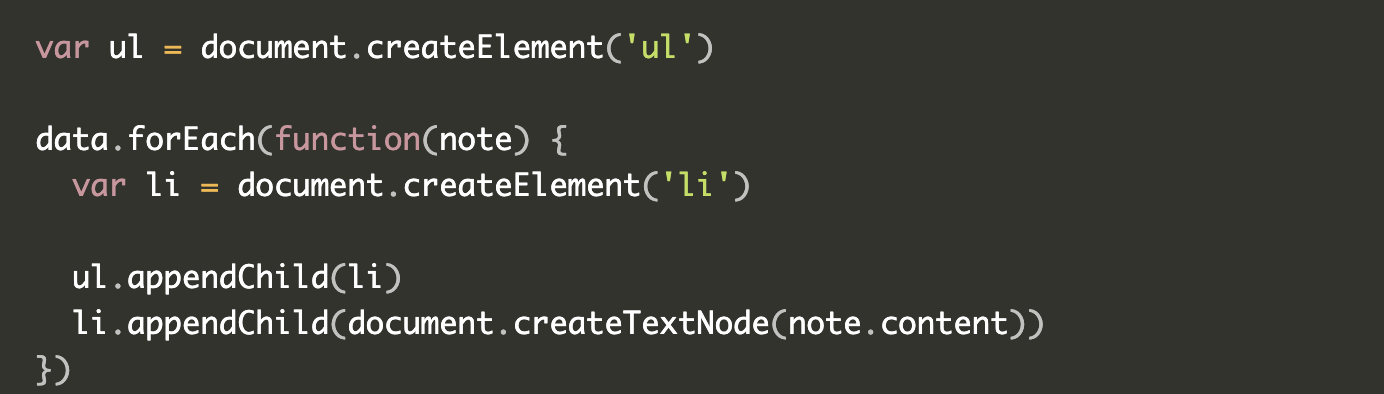 var ul = document.createElement('ul')
data.forEach(function(note) {
var li = document.createElement('li')
ul.appendChild(li)
li.appendChild(document.createTextNode(note.content))
})